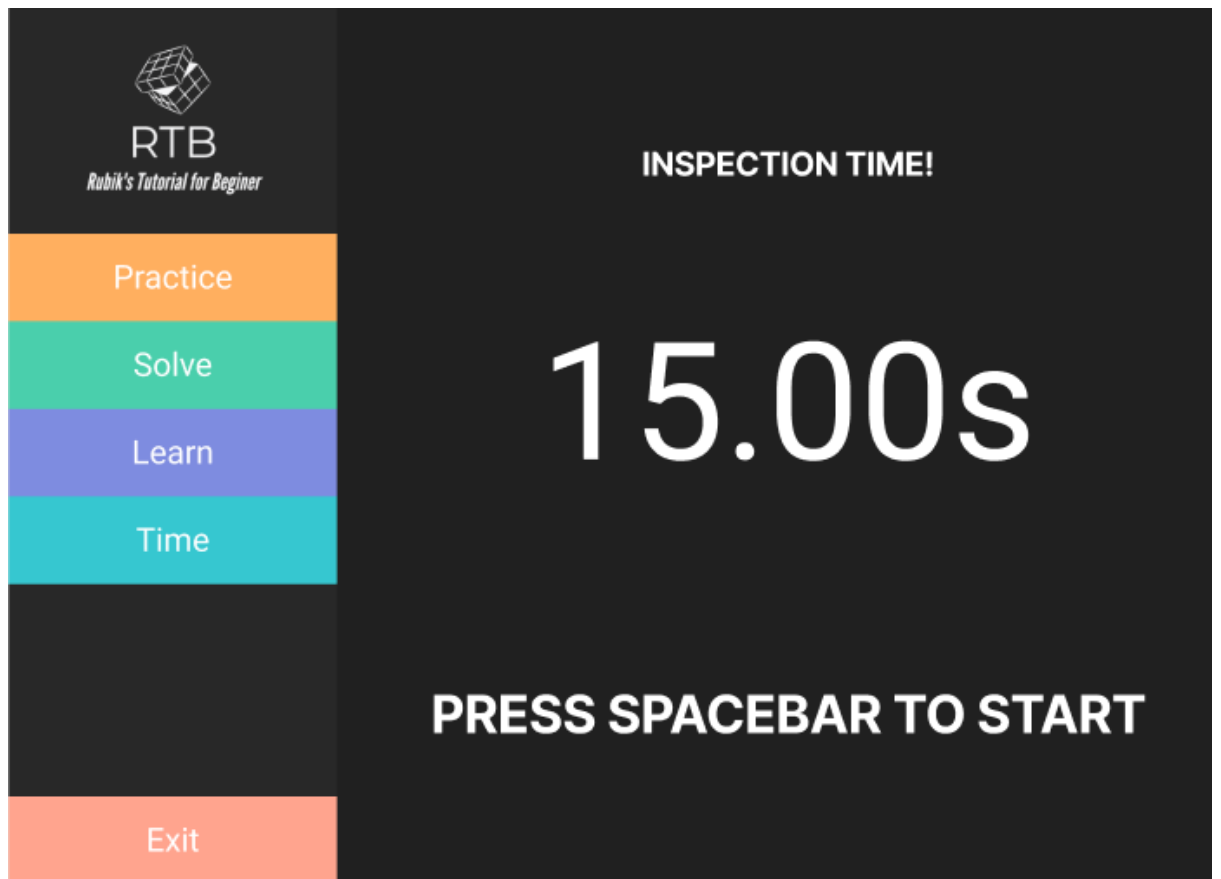 RTB
Rubik's Tutorial for Beginer
Practice
Solve
Learn
Time
Exit
INSPECTION TIME!
15.00s
PRESS SPACEBAR TO START